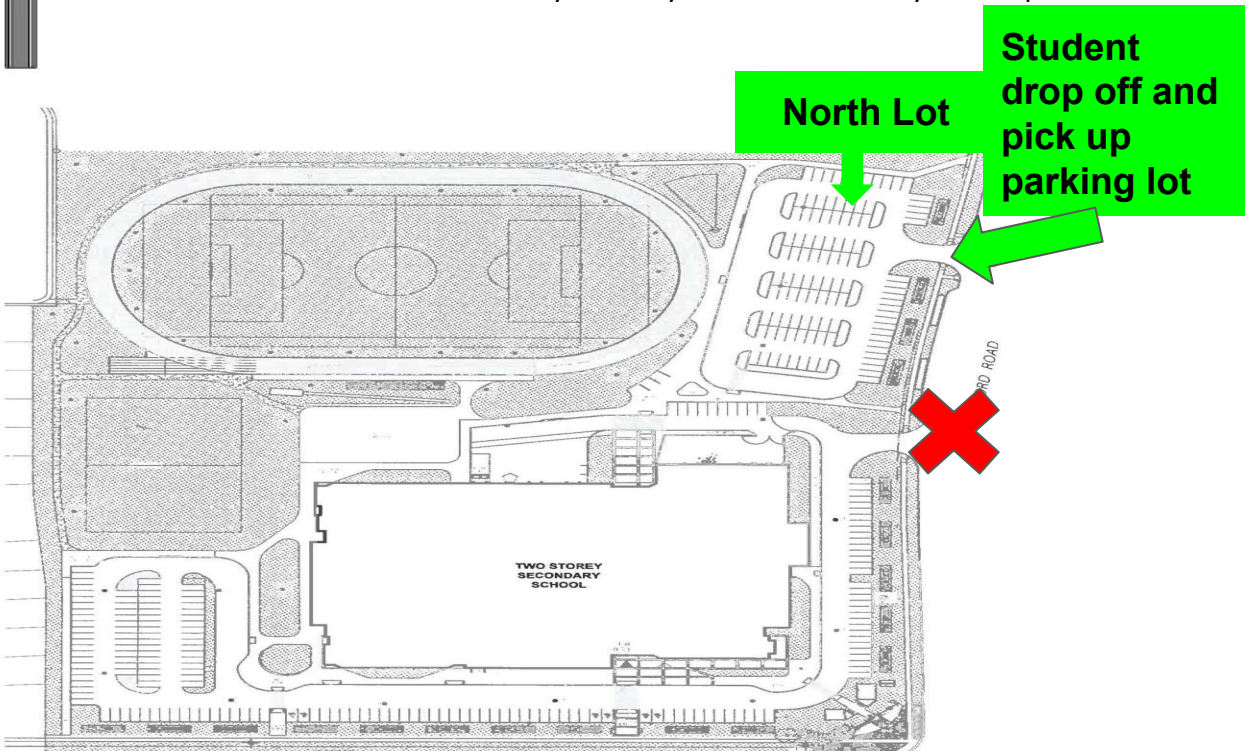 North Lot
Student
drop off and
pick up
parking lot
RD ROAD
TWO STOREY
SECONDARY
SCHOOL